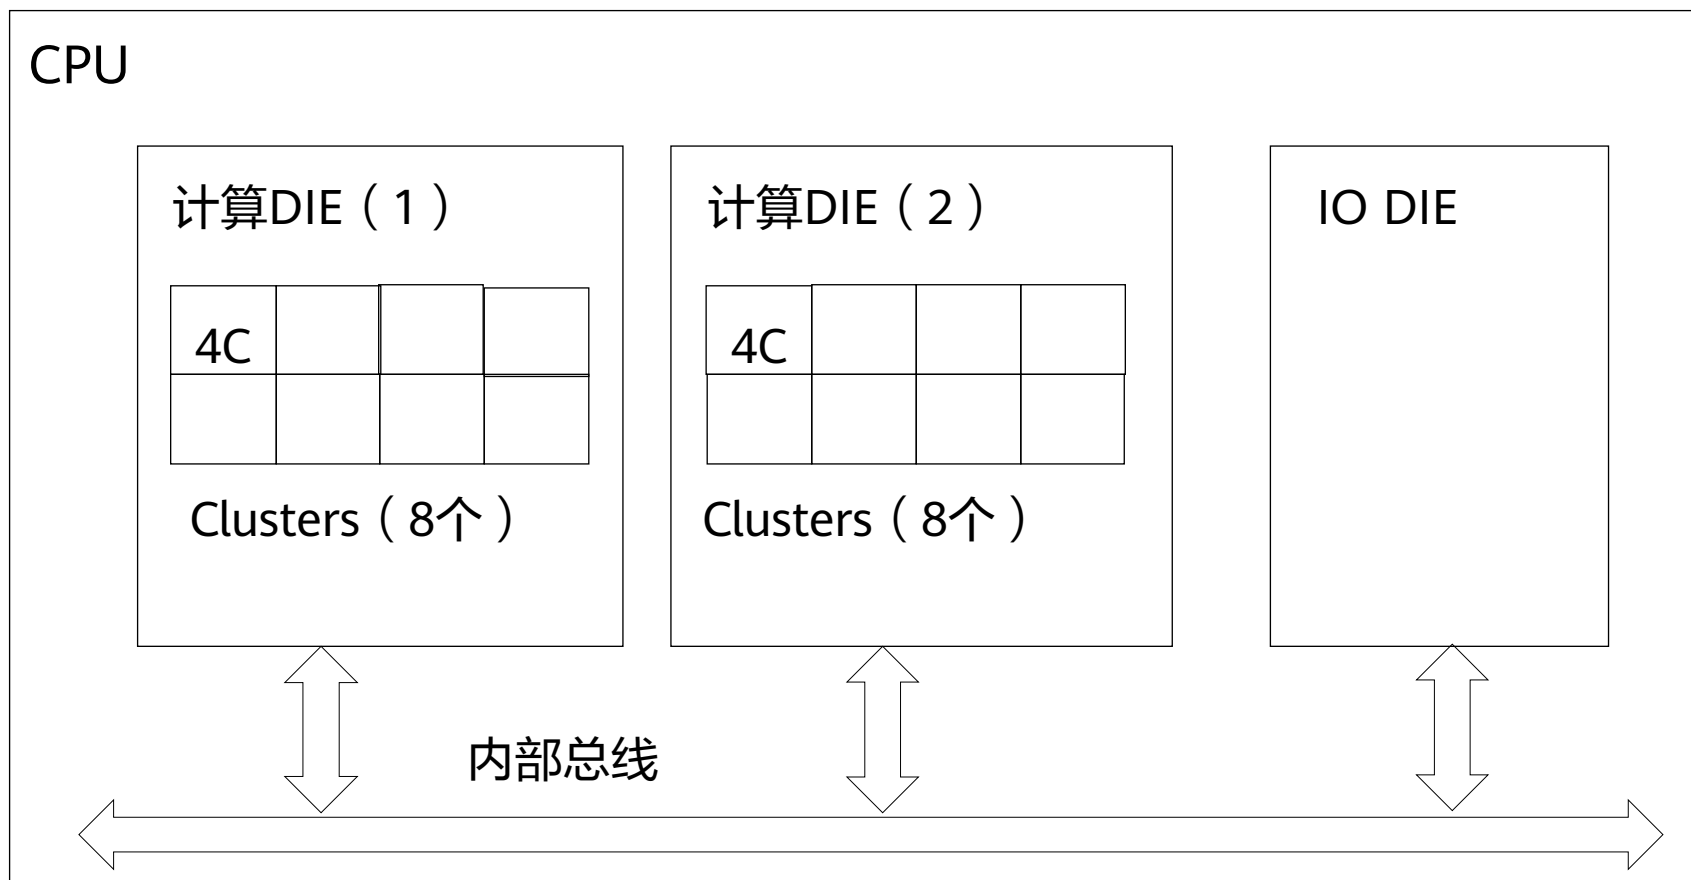 CPU
计算DIE（1）
计算DIE（2）
IO DIE
4C
4C
Clusters（8个）
Clusters（8个）
内部总线